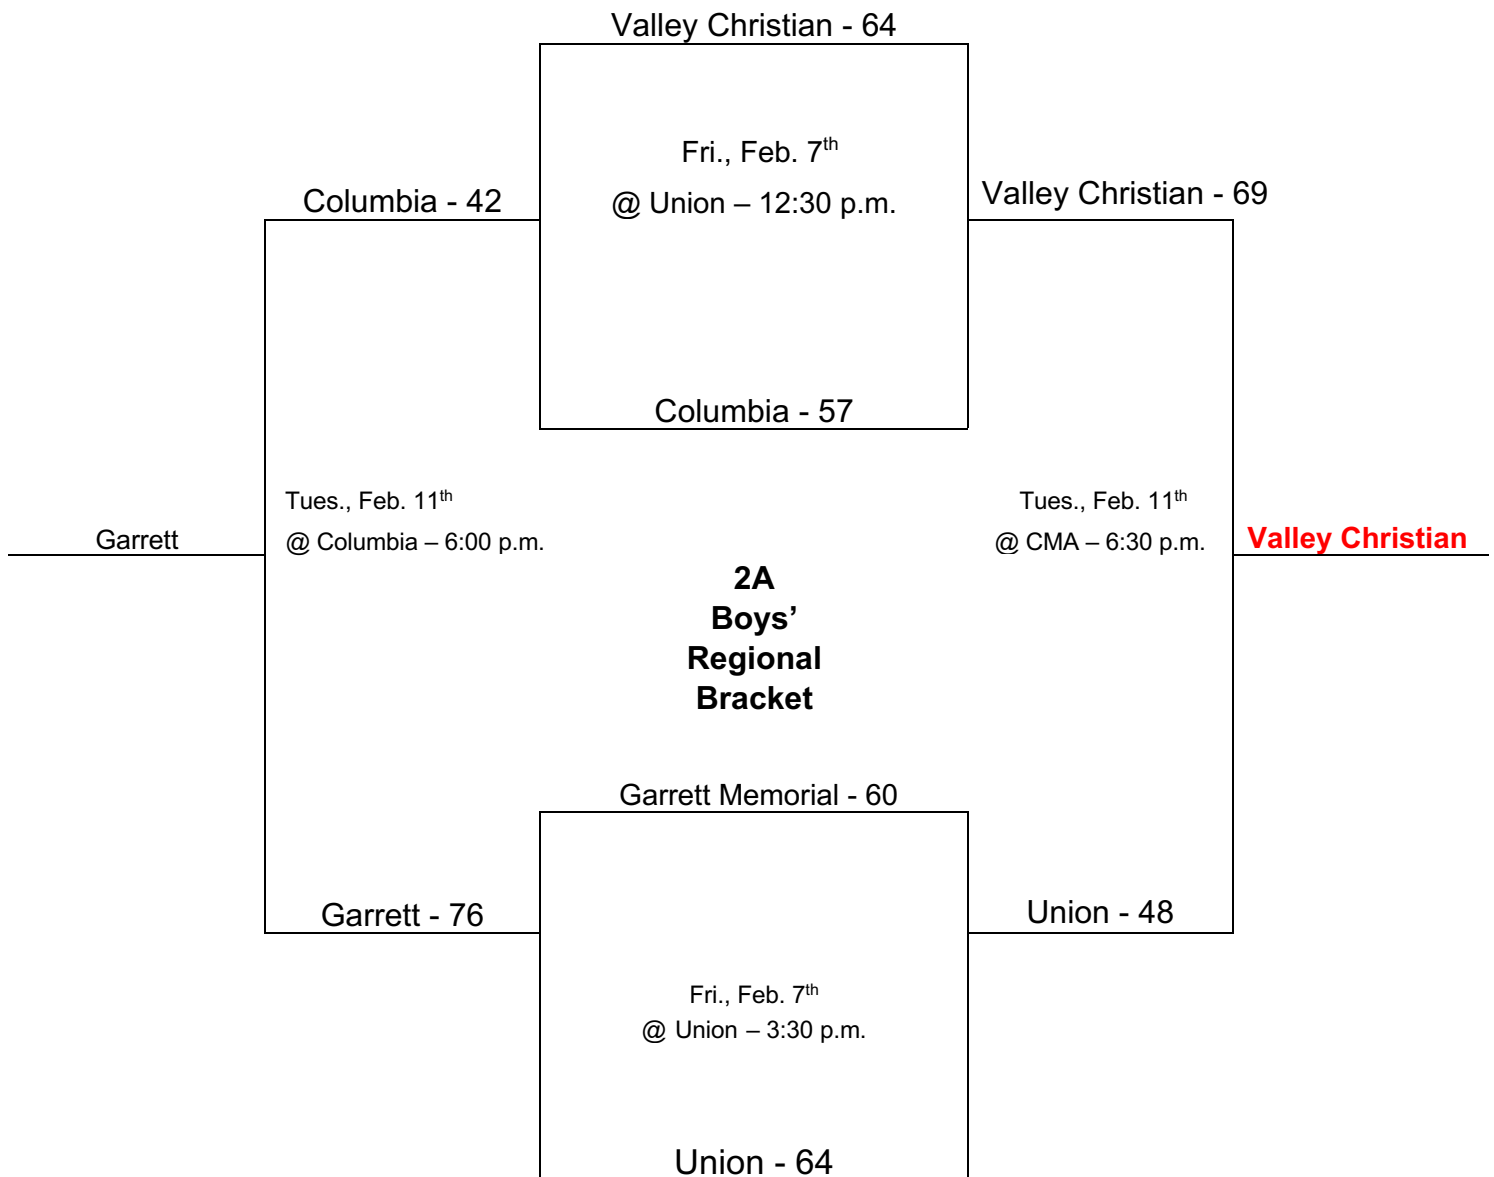 Valley Christian - 64
Fri., Feb. 7th
@ Union – 12:30 p.m.
Columbia - 42
Valley Christian - 69
Columbia - 57
Tues., Feb. 11th
@ Columbia – 6:00 p.m.
Garrett
Tues., Feb. 11th
@ CMA – 6:30 p.m.
Valley Christian
2A
Boys’
Regional
Bracket
Garrett Memorial - 60
Garrett - 76
Union - 48
Fri., Feb. 7th
@ Union – 3:30 p.m.
Union - 64